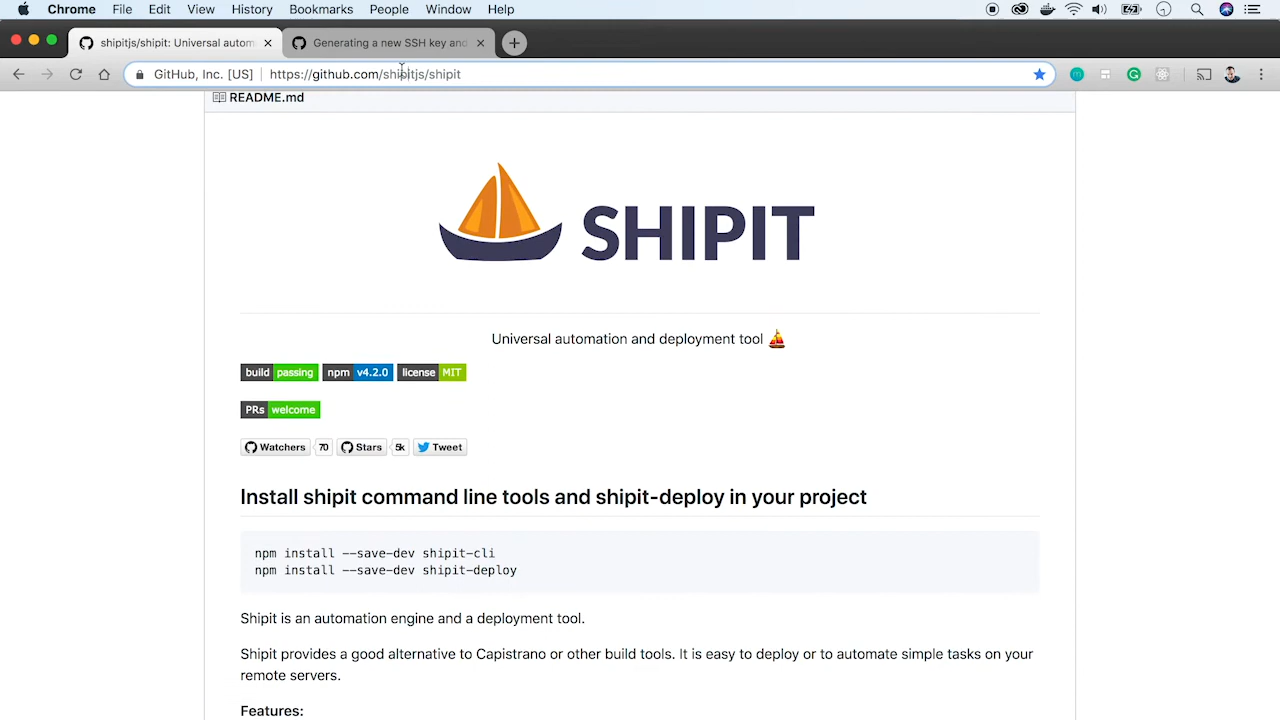 Chrome File Edit View History Bookmarks People Window Help
shipitjs/shipit: Universal autom
Generating a new SSH key and
GitHub, Inc. [US] https://github.com/shipitjs/shipit
README.md
SHIPIT
Universal automation and deployment tool
build passing npm v4.2.0 license MIT
PRs welcome
Watchers 70 Stars 5k Tweet
Install shipit command line tools and shipit-deploy in your project
npm install --save-dev shipit-cli
npm install --save-dev shipit-deploy
Shipit is an automation engine and a deployment tool.
Shipit provides a good alternative to Capistrano or other build tools. It is easy to deploy or to automate simple tasks on your
remote servers.
Features: